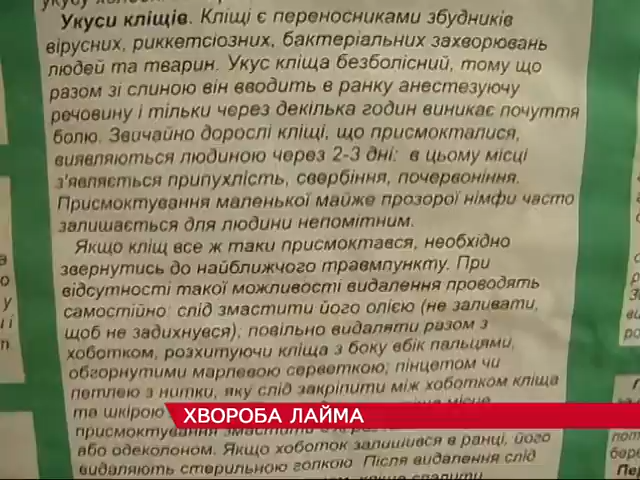 Укуси кліщів. Кліщі є переносниками збудників
вірусних, риккетсіозних, бактеріальних захворювань
людей та тварин. Укус кліща безболісний, тому що
разом зі слиною він вводить в ранку анестезуючу
речовину і тільки через декілька годин виникає почуття
болю. Звичайно дорослі кліщі, що присмокталися,
виявляються людиною через 2-3 дні: в цьому місці
з'являється припухлість, свербіння, почервоніння.
Присмоктування маленької майже прозорої німфи часто
залишається для людини непомітним.
Якщо кліщ все ж таки присмоктався, необхідно
звернутись до найближчого травмпункту. При
відсутності такої можливості видалення проводять
самостійно: слід змастити його олією (не заливати,
щоб не задихнувся); повільно видаляти разом з
хоботком, розхитуючи кліща з боку вбік пальцями,
обгорнутими марлевою серветкою; пінцетом чи
петлею з нитки, яку слід закріпити між хоботком кліща
та шкірою
ХВОРОБА ЛАЙМА
присмоктування змастити
або одеколоном. Якщо хоботок залишився в ранці, його
видаляють стерильною голкою. Після видалення слід